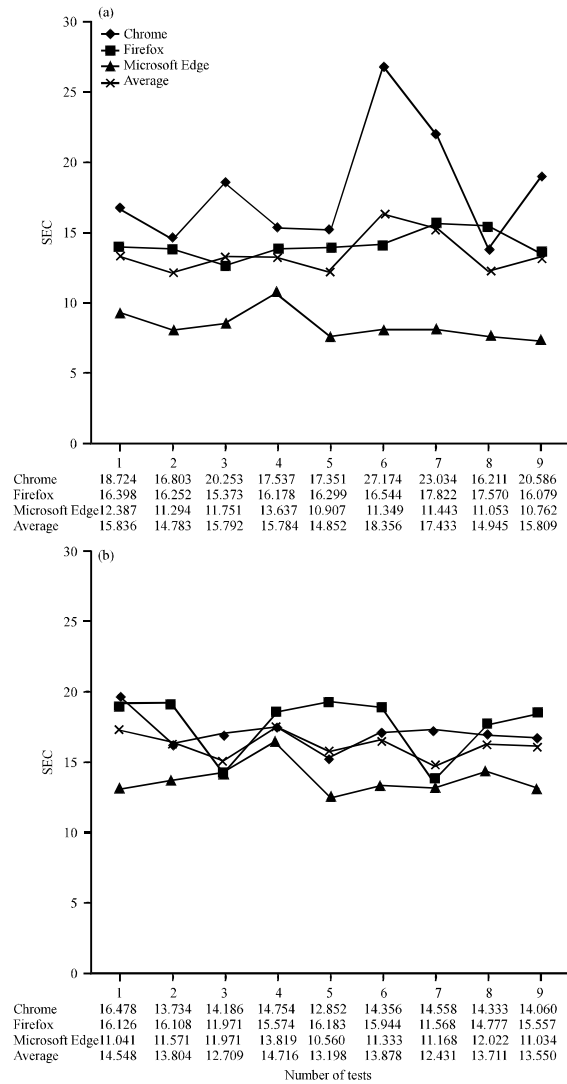 (a)
Chrome
Firefox
Microsoft Edge
Average
30
25
20
15
10
5
0
SEC
1 2 3 4 5 6 7 8 9
Chrome 18.724 16.803 20.253 17.537 17.351 27.174 23.034 16.211 20.586
Firefox 16.398 16.252 15.373 16.178 16.299 16.544 17.822 17.570 16.079
Microsoft Edge 12.387 11.294 11.751 13.637 10.907 11.349 11.443 11.053 10.762
Average 15.836 14.783 15.792 15.784 14.852 18.356 17.433 14.945 15.809
(b)
30
25
20
15
10
5
0
SEC
1 2 3 4 5 6 7 8 9
Chrome 16.478 13.734 14.186 14.754 12.852 14.356 14.558 14.333 14.060
Firefox 16.126 16.108 11.971 15.574 16.183 15.944 11.568 14.777 15.557
Microsoft Edge 11.041 11.571 11.971 13.819 10.560 11.333 11.168 12.022 11.034
Average 14.548 13.804 12.709 14.716 13.198 13.878 12.431 13.711 13.550
Number of tests